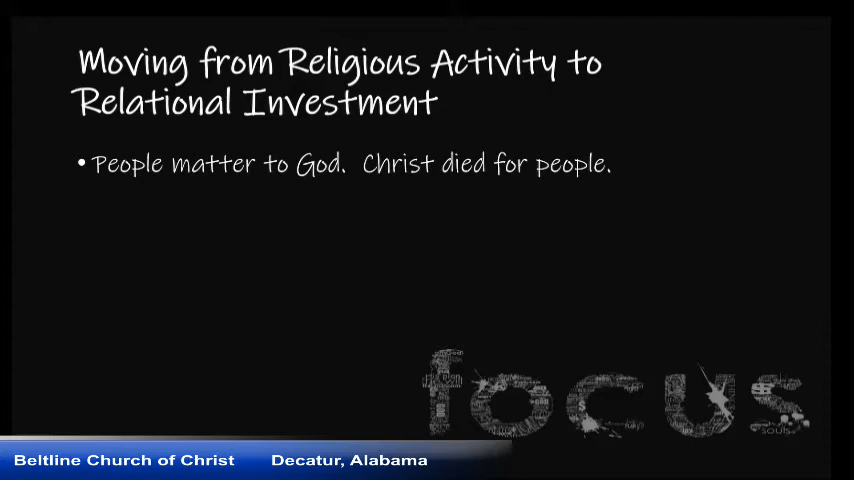 Moving from Religious Activity to
Relational Investment
• People matter to God.  Christ died for people.
focus
SOULS
Beltline Church of Christ Decatur, Alabama